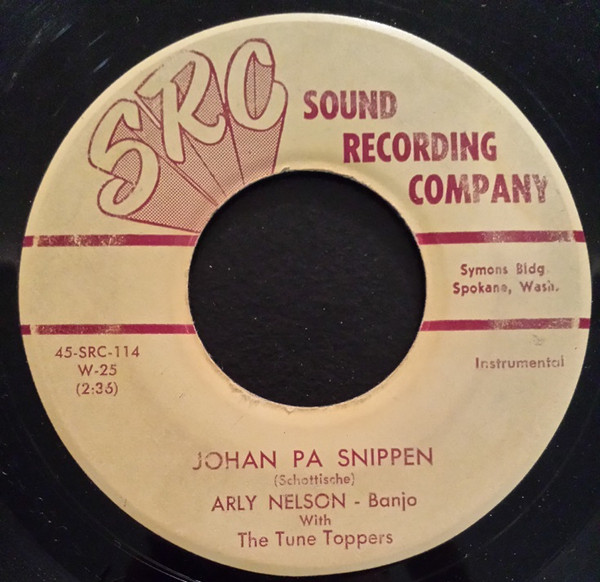 SRC
SOUND
RECORDING
COMPANY
Symons Bldg.
Spokane, Wash.
45-SRC-114
W-25
(2:36)
Instrumental
JOHAN PA SNIPPEN
(Schottische)
ARLY NELSON - Banjo
With
The Tune Toppers